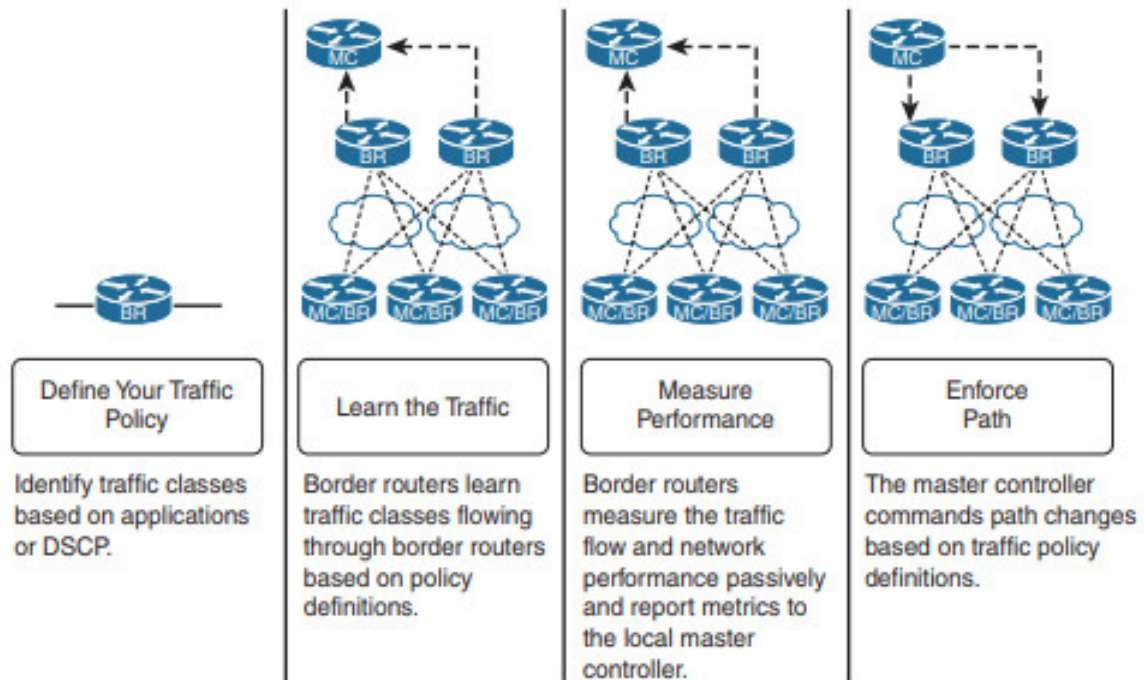 BR
Define Your Traffic
Policy
Identify traffic classes
based on applications
or DSCP.
MC
BR BR
MC/BR MC/BR MC/BR
Learn the Traffic
Border routers learn
traffic classes flowing
through border routers
based on policy
definitions.
MC
BR BR
MC/BR MC/BR MC/BR
Measure
Performance
Border routers
measure the traffic
flow and network
performance passively
and report metrics to
the local master
controller.
MC
BR BR
MC/BR MC/BR MC/BR
Enforce
Path
The master controller
commands path changes
based on traffic policy
definitions.